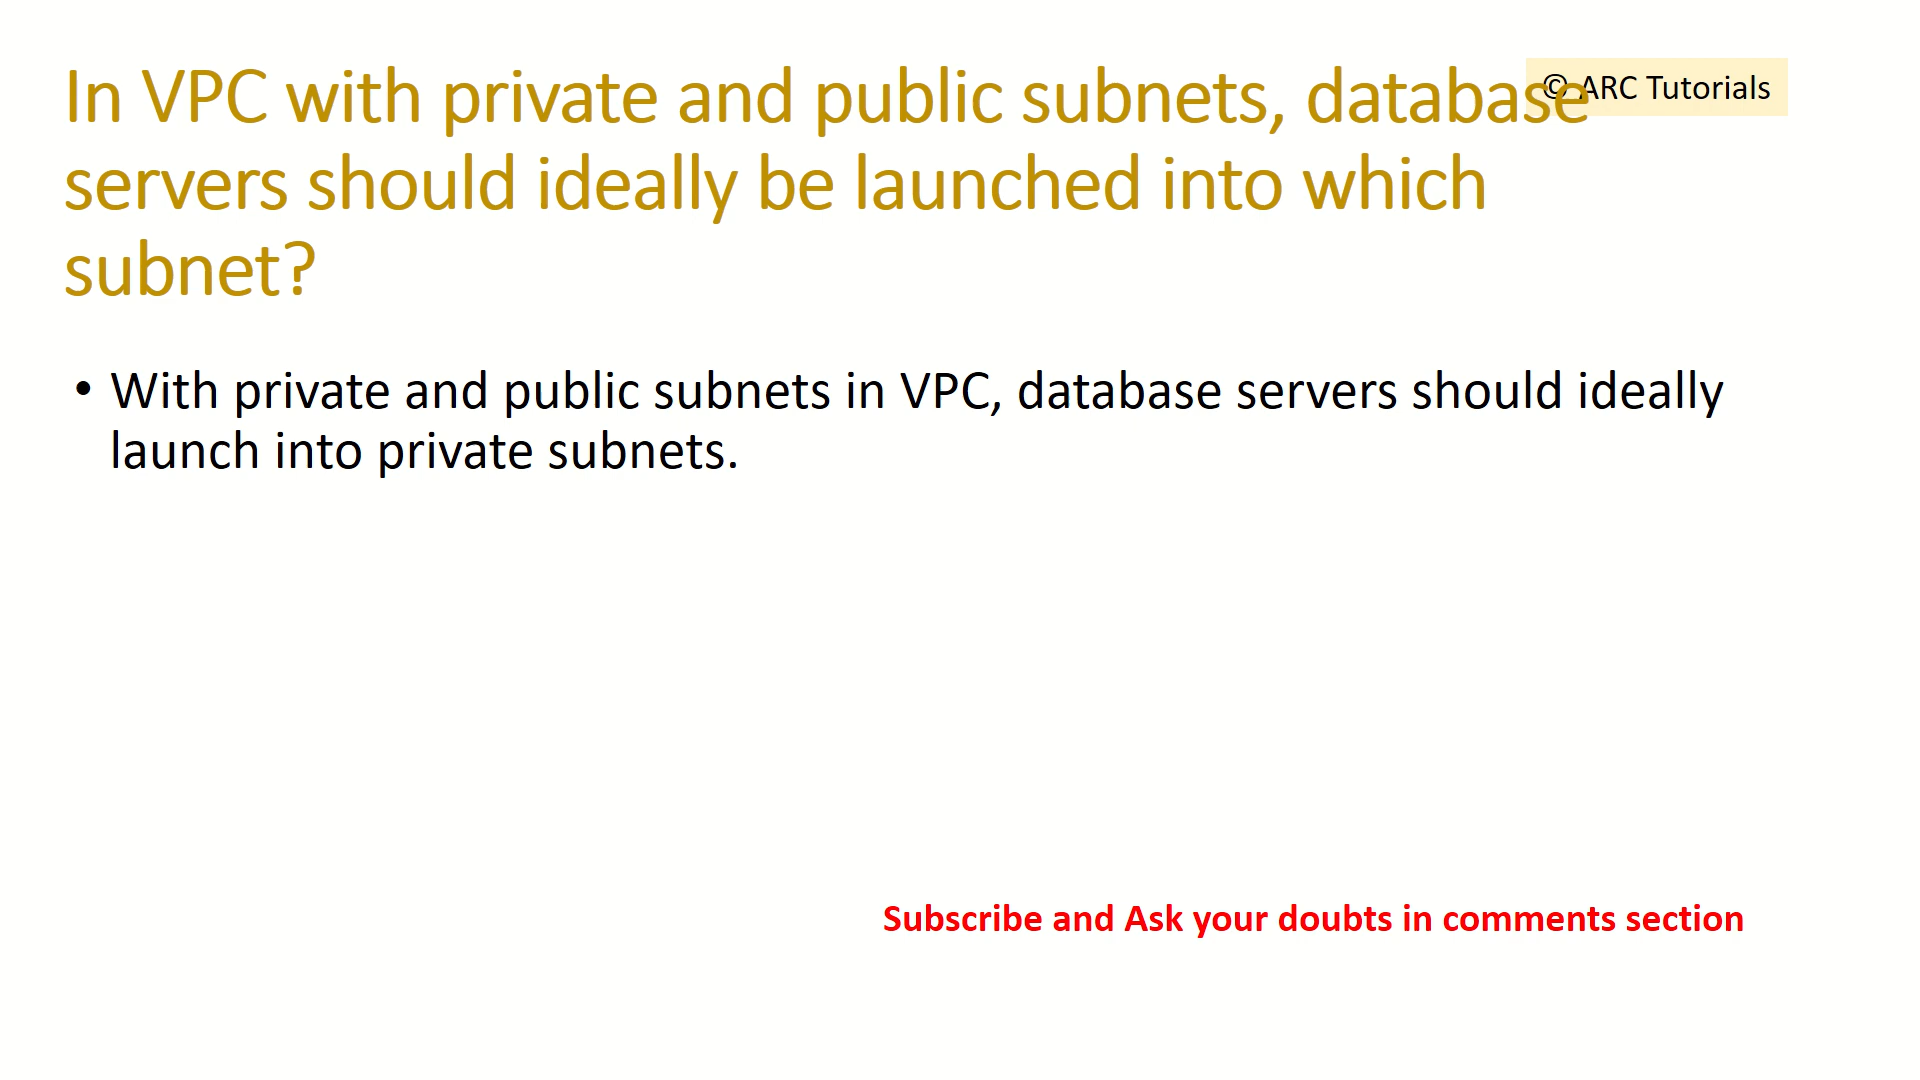 In VPC with private and public subnets, database
© ARC Tutorials
servers should ideally be launched into which
subnet?
• With private and public subnets in VPC, database servers should ideally
launch into private subnets.
Subscribe and Ask your doubts in comments section